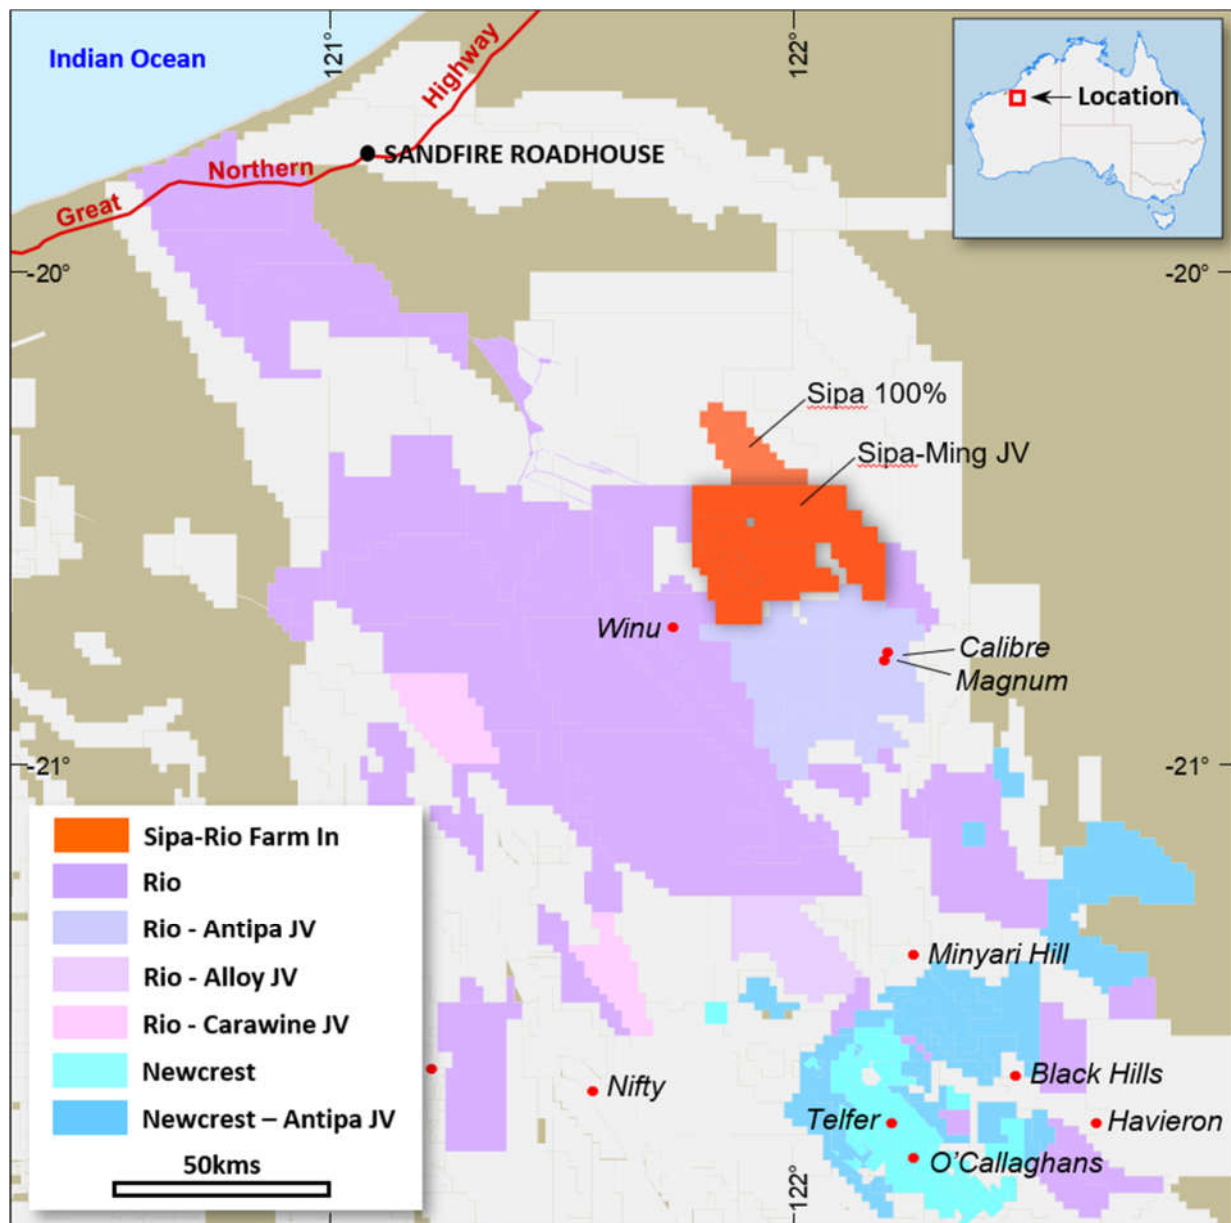 Indian Ocean
121°
122°
Highway
Location
SANDFIRE ROADHOUSE
Northern
Great
-20°
-20°
Sipa 100%
Sipa-Ming JV
Winu
Calibre
Magnum
-21°
-21°
Sipa-Rio Farm In
Rio
Rio - Antipa JV
Rio - Alloy JV
Rio - Carawine JV
Newcrest
Newcrest – Antipa JV
50kms
Minyari Hill
Black Hills
Nifty
Telfer
Havieron
O'Callaghans
122°